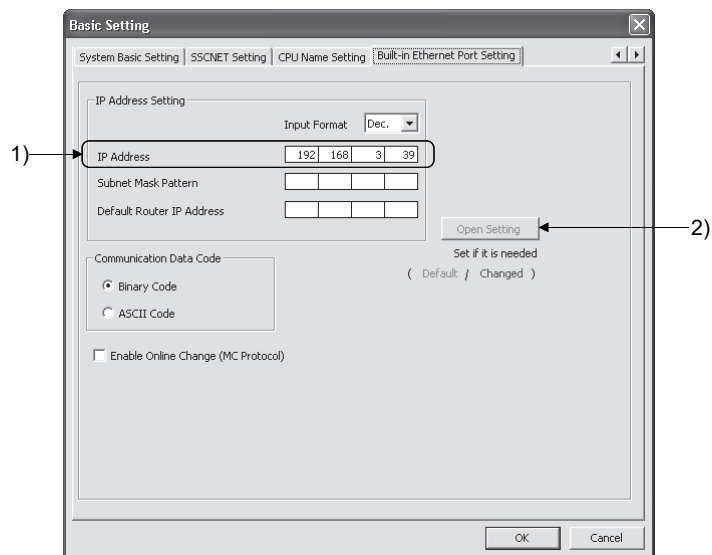 Basic Setting
System Basic Setting SSCNET Setting CPU Name Setting Built-in Ethernet Port Setting
IP Address Setting
Input Format Dec.
1)
IP Address 192 168 3 39
Subnet Mask Pattern
Default Router IP Address
Open Setting
2)
Set if it is needed
( Default / Changed )
Communication Data Code
Binary Code
ASCII Code
Enable Online Change (MC Protocol)
OK Cancel